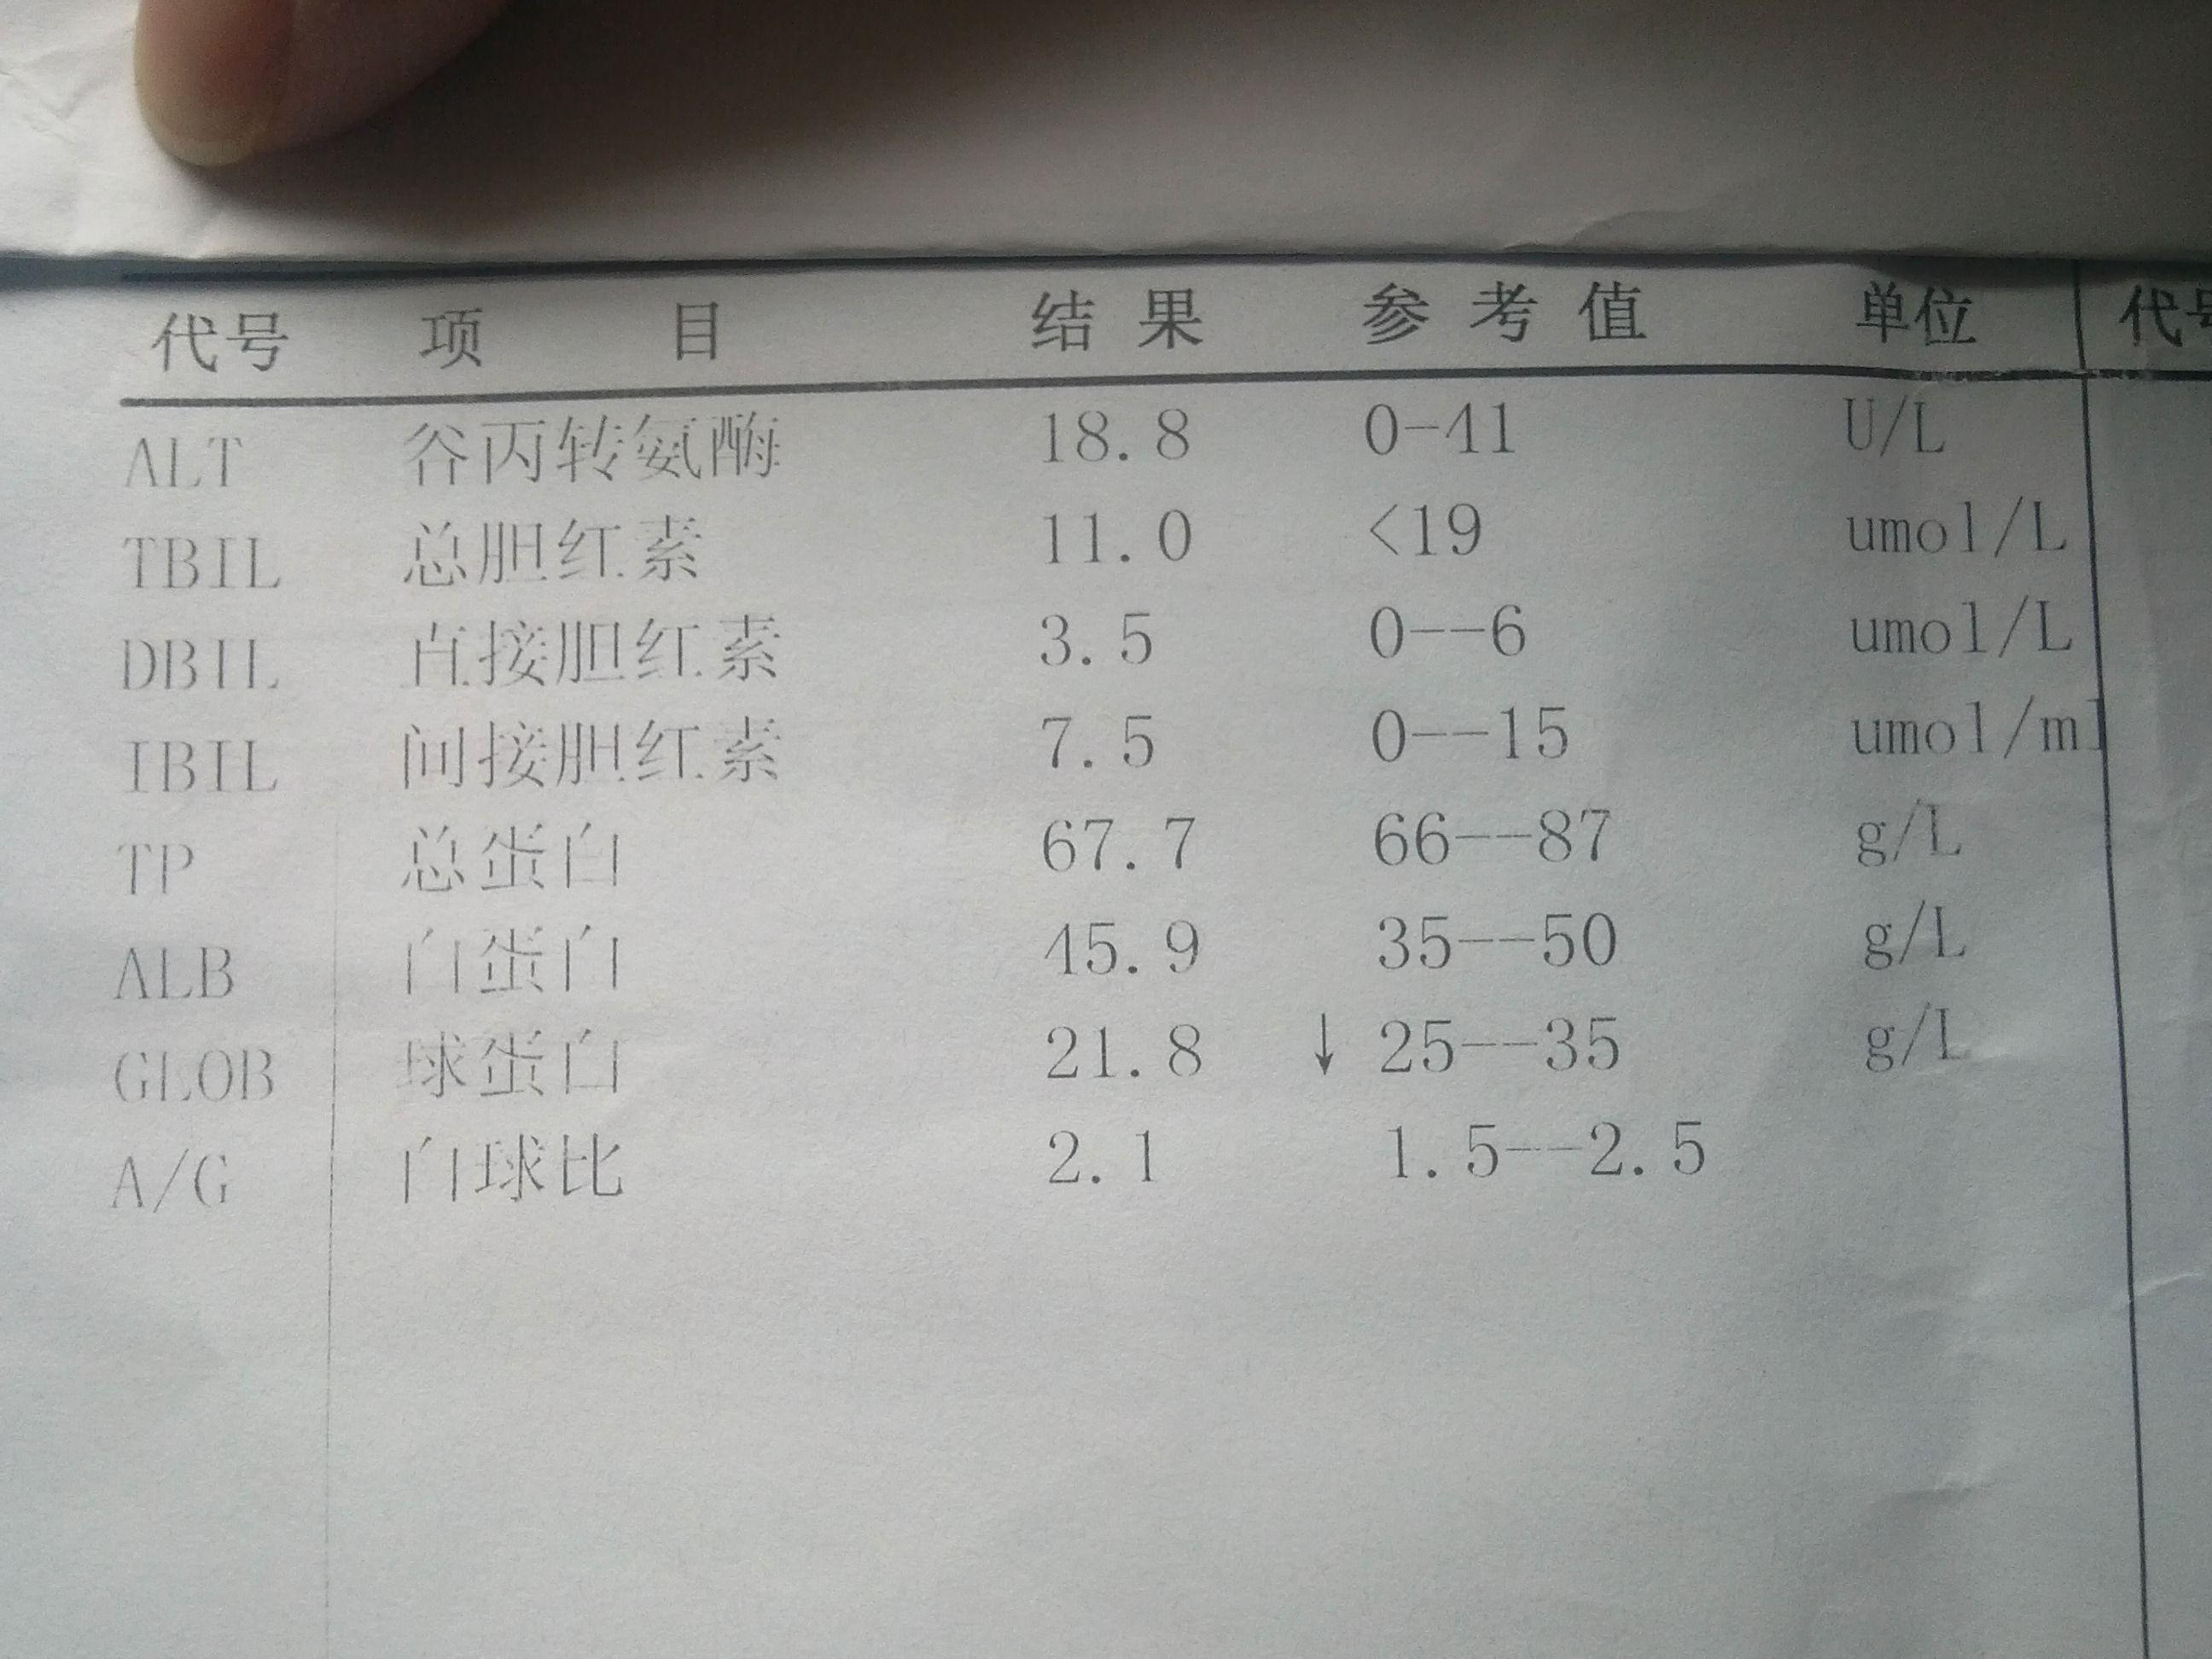 代号 项 目 结 果 参 考 值 单位 代号
ALT 谷丙转氨酶 18.8 0-41 U/L
TBIL 总胆红素 11.0 <19 umol/L
DBIL 直接胆红素 3.5 0--6 umol/L
IBIL 间接胆红素 7.5 0--15 umol/ml
TP 总蛋白 67.7 66--87 g/L
ALB 白蛋白 45.9 35--50 g/L
GLOB 球蛋白 21.8 ↓ 25--35 g/L
A/G 白球比 2.1 1.5--2.5